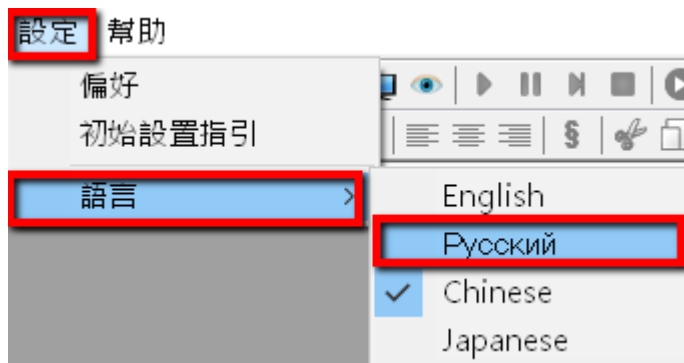 設定 幫助
偏好
初始設置指引
語言
English
Русский
Chinese
Japanese